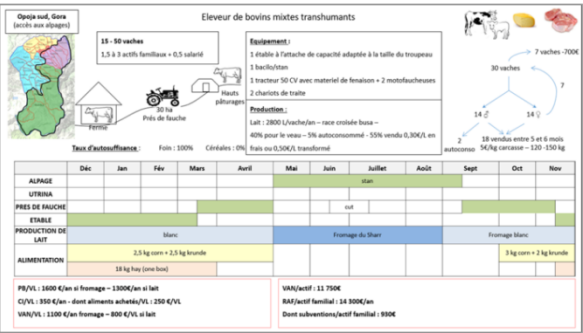 Eleveur de bovins mixtes transhumants
Opoja sud, Gora
(accès aux alpages)
15 - 50 vaches
1,5 à 3 actifs familiaux + 0,5 salarié
Ferme
30 ha
Prés de fauche
Hauts
pâturages
Taux d'autosuffisance : Foin : 100% Céréales : 0%
Equipement :
1 étable à l'attache de capacité adaptée à la taille du troupeau
1 bacilo/stan
1 tracteur 50 CV avec materiel de fenaison + 2 motofaucheuses
2 chariots de traite
Production :
Lait : 2800 L/vache/an – race croisée busa –
40% pour le veau – 5% autoconsommé - 55% vendu 0,30€/L en
frais ou 0,50€/L transformé
7 vaches -700€
30 vaches
7
14 ♂
14 ♀
2
autoconso
18 vendus entre 5 et 6 mois
5€/kg carcasse – 120 -150 kg
Déc Jan Fév Mars Avril Mai Juin Juillet Août Sept Oct Nov
ALPAGE stan
UTRINA
PRES DE FAUCHE cut
ETABLE
PRODUCTION DE
LAIT blanc Fromage du Sharr Fromage blanc
ALIMENTATION 2,5 kg corn + 2,5 kg krunde 3 kg corn + 2 kg krunde
18 kg hay (one box)
PB/VL : 1600 €/an si fromage – 1300€/an si lait
CI/VL : 350 €/an - dont aliments achetés/VL : 250 €/VL
VAN/VL : 1100 €/an fromage – 800 €/VL si lait
VAN/actif : 11 750€
RAF/actif familial : 14 300€/an
Dont subventions/actif familial : 930€